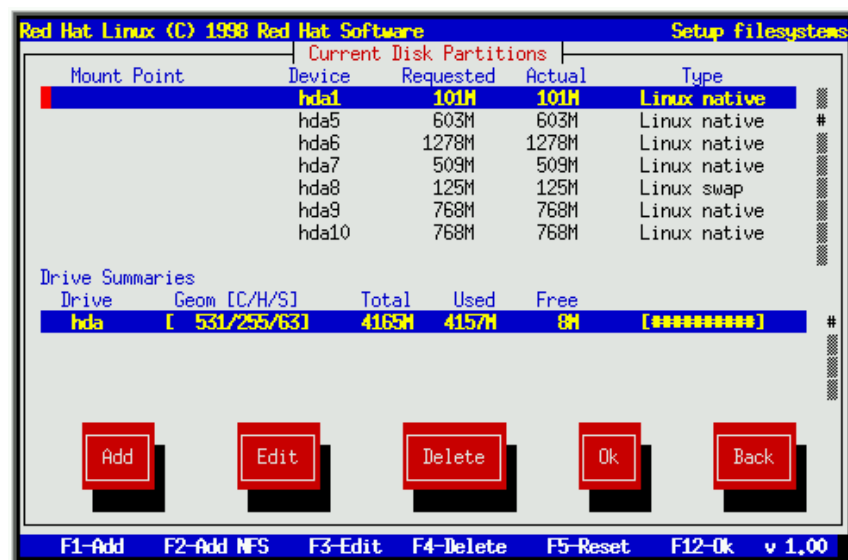 Red Hat Linux (C) 1998 Red Hat Software Setup filesystems
Current Disk Partitions
Mount Point Device Requested Actual Type
hda1 101M 101M Linux native
hda5 603M 603M Linux native #
hda6 1278M 1278M Linux native
hda7 509M 509M Linux native
hda8 125M 125M Linux swap
hda9 768M 768M Linux native
hda10 768M 768M Linux native
Drive Summaries
Drive Geom [C/H/S] Total Used Free
hda [ 531/255/63] 4165M 4157M 8M [##########] #
Add Edit Delete Ok Back
F1-Add F2-Add NFS F3-Edit F4-Delete F5-Reset F12-Ok v 1.00